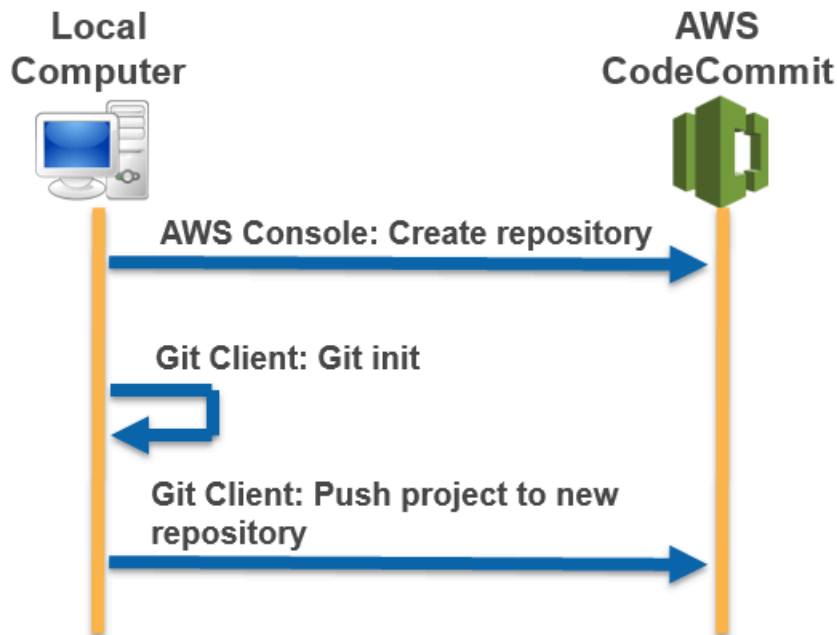 Local
Computer
AWS
CodeCommit
AWS Console: Create repository
Git Client: Git init
Git Client: Push project to new
repository